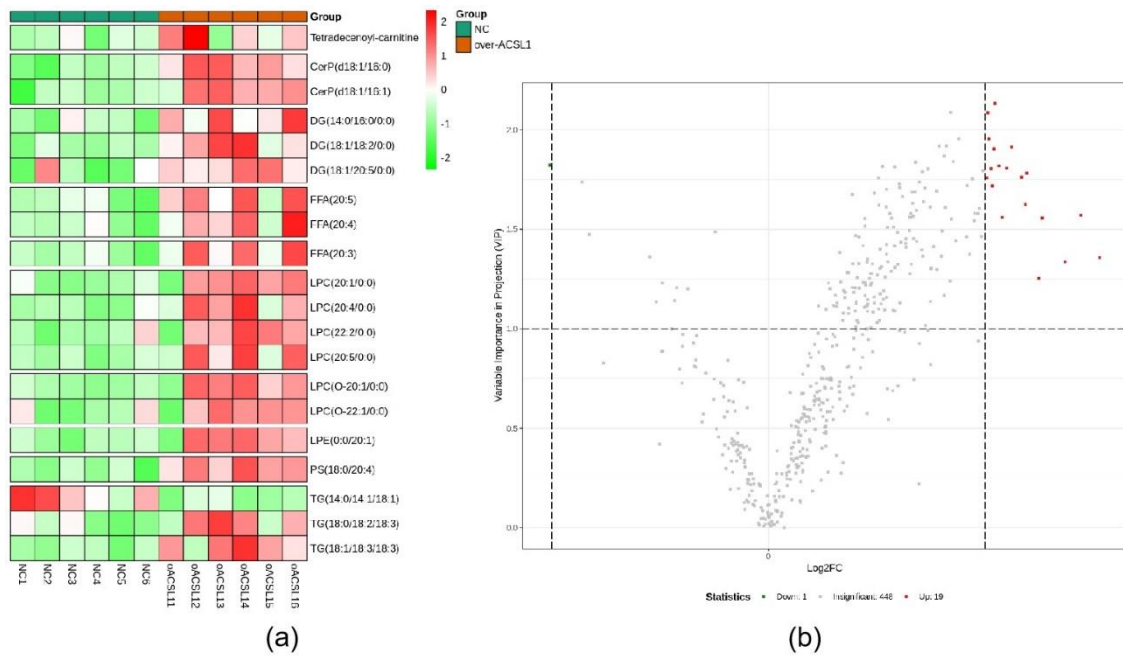 Group
Tetradecenoyl-carnitine
CerP(d18:1/16:0)
CerP(d18:1/16:1)
DG(14:0/16:0/0:0)
DG(18:1/18:2/0:0)
DG(18:1/20:5/0:0)
FFA(20:5)
FFA(20:4)
FFA(20:3)
LPC(20:1/0:0)
LPC(20:4/0:0)
LPC(22:2/0:0)
LPC(20:5/0:0)
LPC(O-20:1/0:0)
LPC(O-22:1/0:0)
LPE(0:0/20:1)
PS(18:0/20:4)
TG(14:0/14:1/18:1)
TG(18:0/18:2/18:3)
TG(18:1/18:3/18:3)
NC1
NC2
NC3
NC4
NC5
NC6
oACSL11
oACSL12
oACSL13
oACSL14
oACSL15
oACSL16
2
1
0
-1
-2
Group
NC
over-ACSL1
(a)
Variable Importance in Projection (VIP)
2.0
1.5
1.0
0.5
0.0
0
Log2FC
Statistics Down: 1 Insignificant: 448 Up: 19
(b)